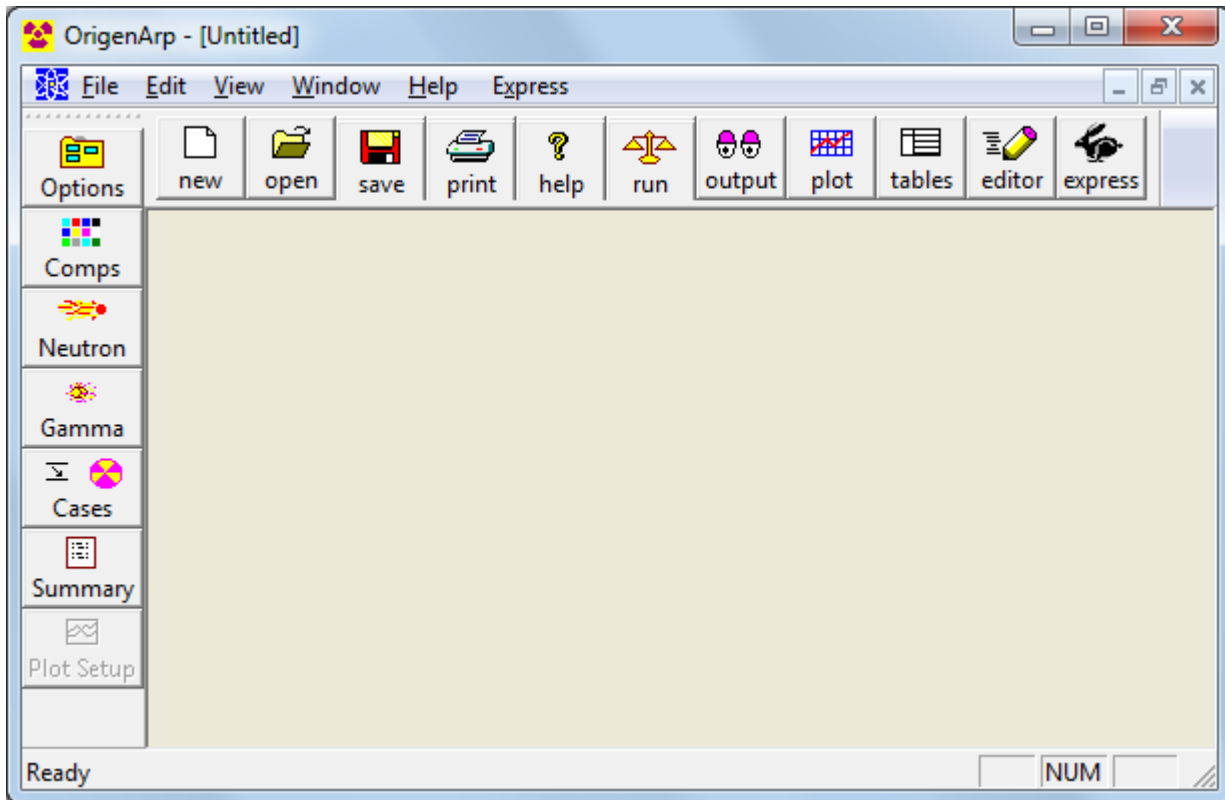 OrigenArp - [Untitled]
File Edit View Window Help Express
Options new open save print help run output plot tables editor express
Comps
Neutron
Gamma
Cases
Summary
Plot Setup
Ready NUM